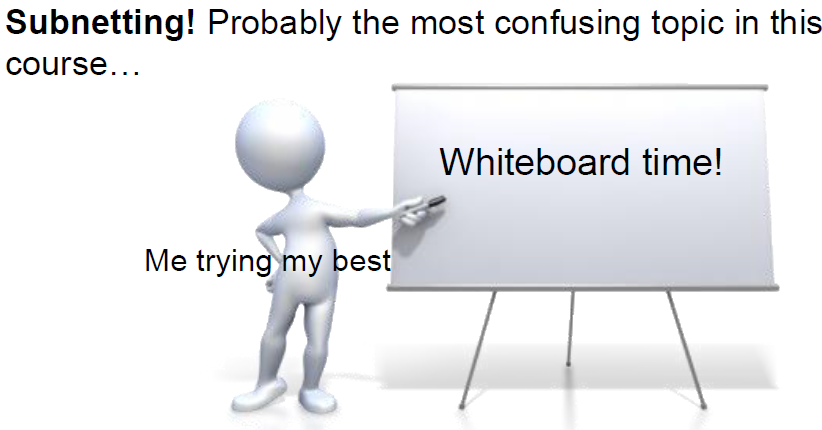 Subnetting! Probably the most confusing topic in this
course…
Whiteboard time!
Me trying my best